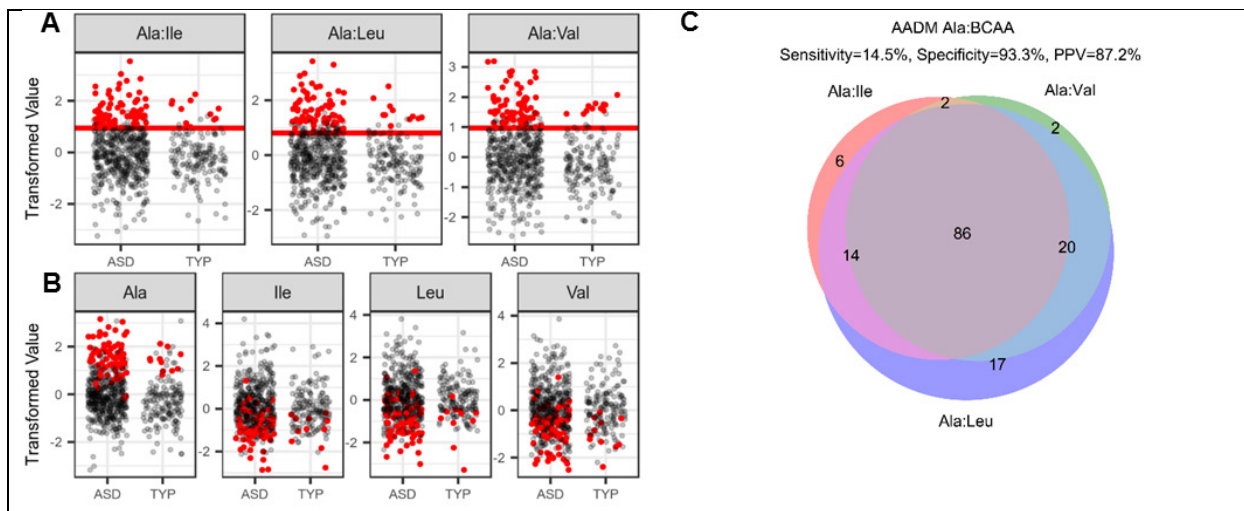 A
Ala:Ile
Ala:Leu
Ala:Val
Transformed Value
2
0
-2
2
0
-2
3
2
1
0
-1
-2
ASD
TYP
ASD
TYP
ASD
TYP
B
Ala
Ile
Leu
Val
Transformed Value
2
0
-2
4
2
0
-2
4
2
0
-2
4
2
0
-2
ASD
TYP
ASD
TYP
ASD
TYP
ASD
TYP
C
AADM Ala:BCAA
Sensitivity=14.5%, Specificity=93.3%, PPV=87.2%
Ala:Ile
Ala:Val
2
2
6
86
20
14
17
Ala:Leu